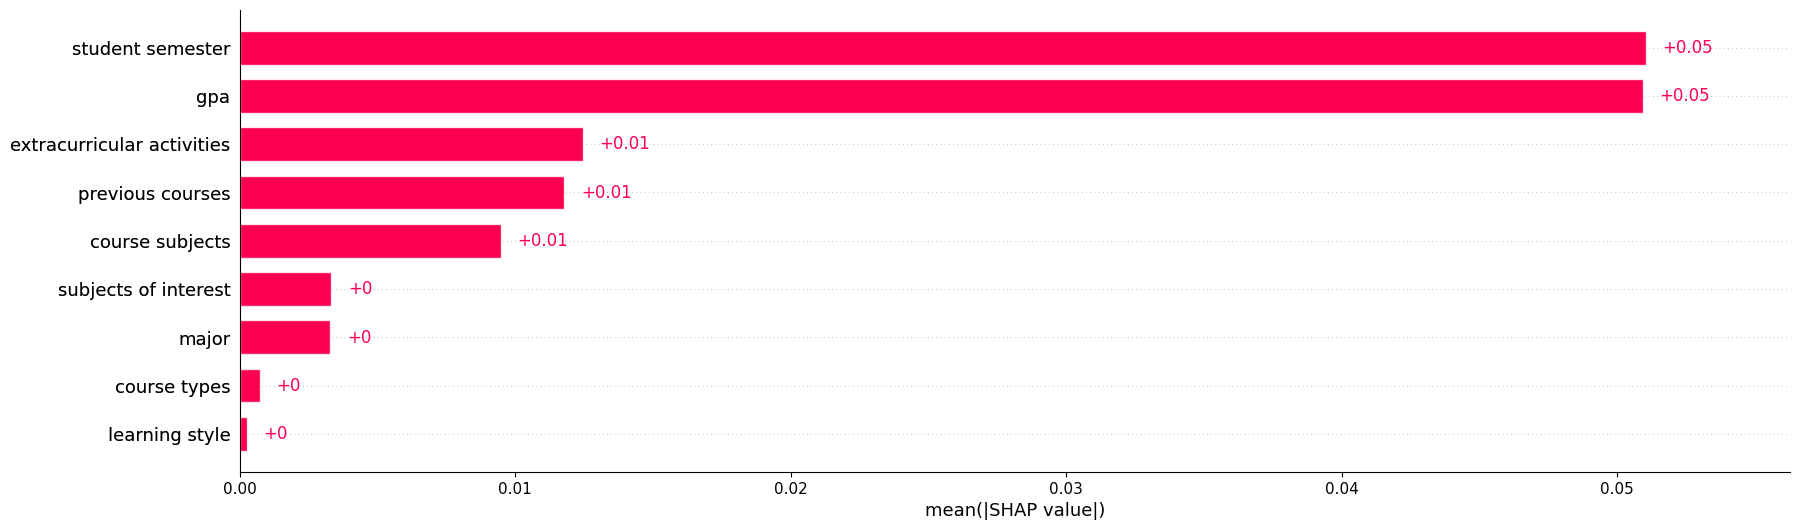 student semester +0.05
gpa +0.05
extracurricular activities +0.01
previous courses +0.01
course subjects +0.01
subjects of interest +0
major +0
course types +0
learning style +0
0.00 0.01 0.02 0.03 0.04 0.05
mean(|SHAP value|)